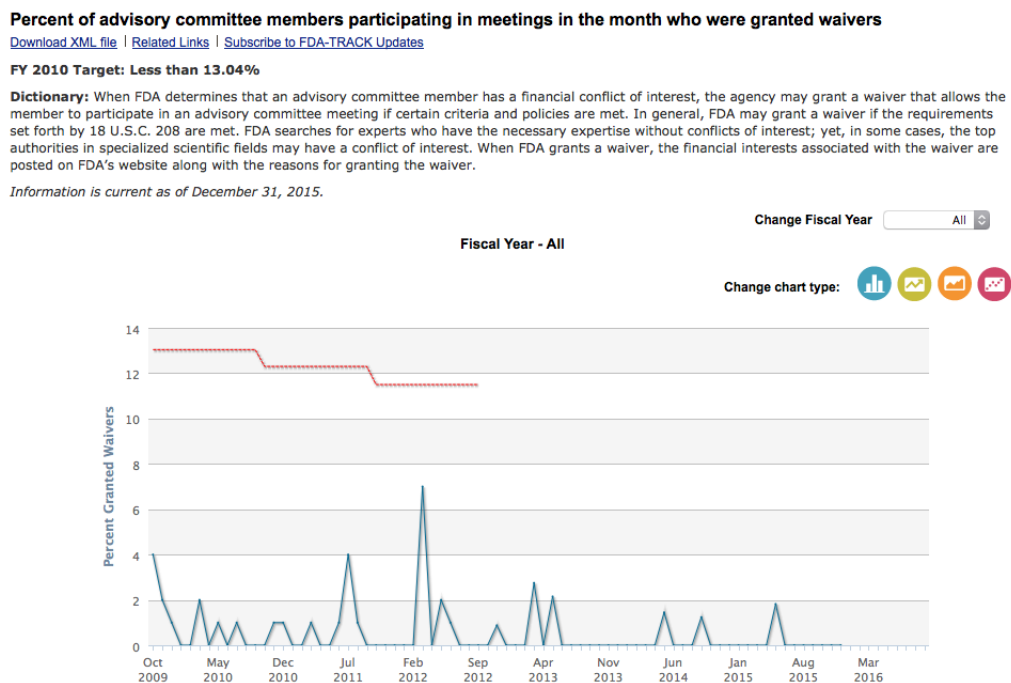 Percent of advisory committee members participating in meetings in the month who were granted waivers
Download XML file | Related Links | Subscribe to FDA-TRACK Updates
FY 2010 Target: Less than 13.04%
Dictionary: When FDA determines that an advisory committee member has a financial conflict of interest, the agency may grant a waiver that allows the
member to participate in an advisory committee meeting if certain criteria and policies are met. In general, FDA may grant a waiver if the requirements
set forth by 18 U.S.C. 208 are met. FDA searches for experts who have the necessary expertise without conflicts of interest; yet, in some cases, the top
authorities in specialized scientific fields may have a conflict of interest. When FDA grants a waiver, the financial interests associated with the waiver are
posted on FDA's website along with the reasons for granting the waiver.
Information is current as of December 31, 2015.
Change Fiscal Year All
Fiscal Year - All
Change chart type:
Percent Granted Waivers
14
12
10
8
6
4
2
0
Oct May Dec Jul Feb Sep Apr Nov Jun Jan Aug Mar
2009 2010 2010 2011 2012 2012 2013 2013 2014 2015 2015 2016